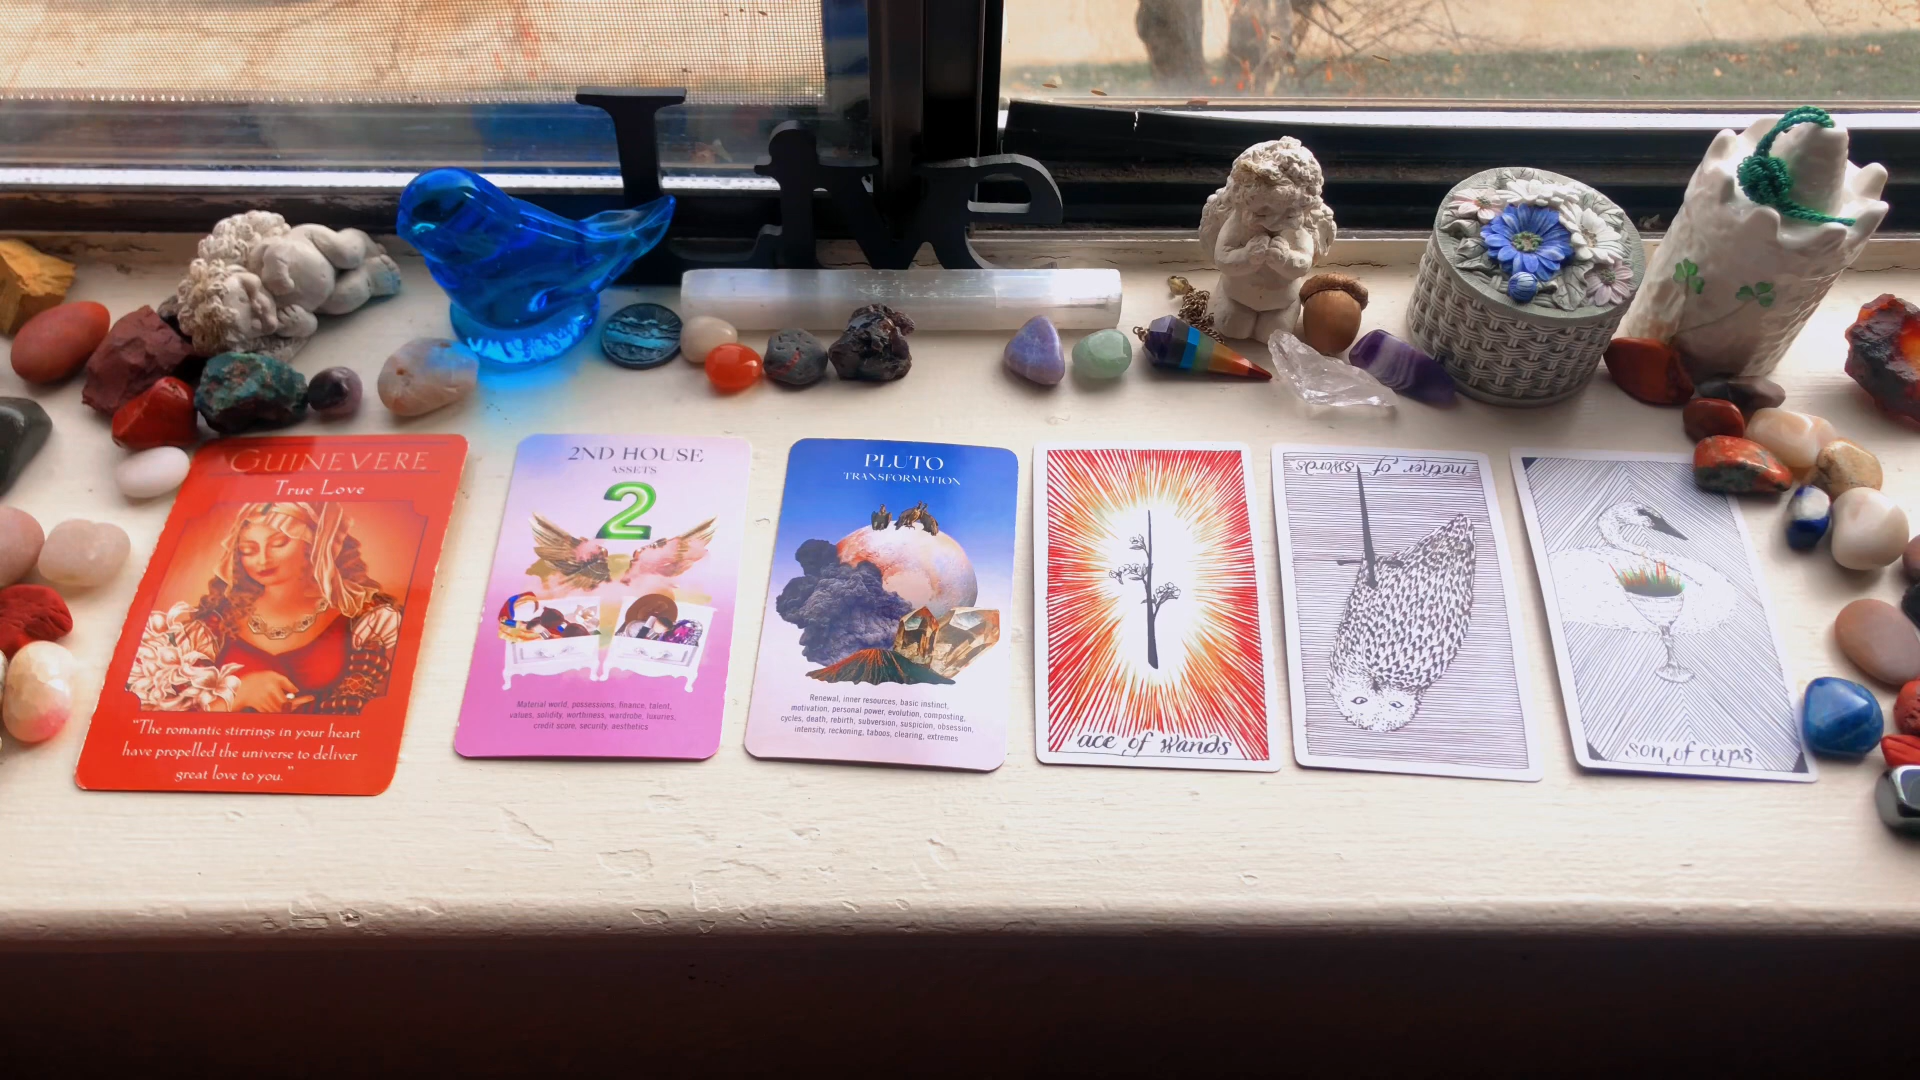 Live
GUINEVERE
True Love
"The romantic stirrings in your heart
have propelled the universe to deliver
great love to you."
2ND HOUSE
ASSETS
2
Material world, possessions, finance, talent,
values, solidity, worthiness, wardrobe, luxuries,
credit score, security, aesthetics
PLUTO
TRANSFORMATION
Renewal, inner resources, basic instinct,
motivation, personal power, evolution, composting,
cycles, death, rebirth, subversion, suspicion, obsession,
intensity, reckoning, taboos, clearing, extremes
ace of wands
mother of swords
son of cups